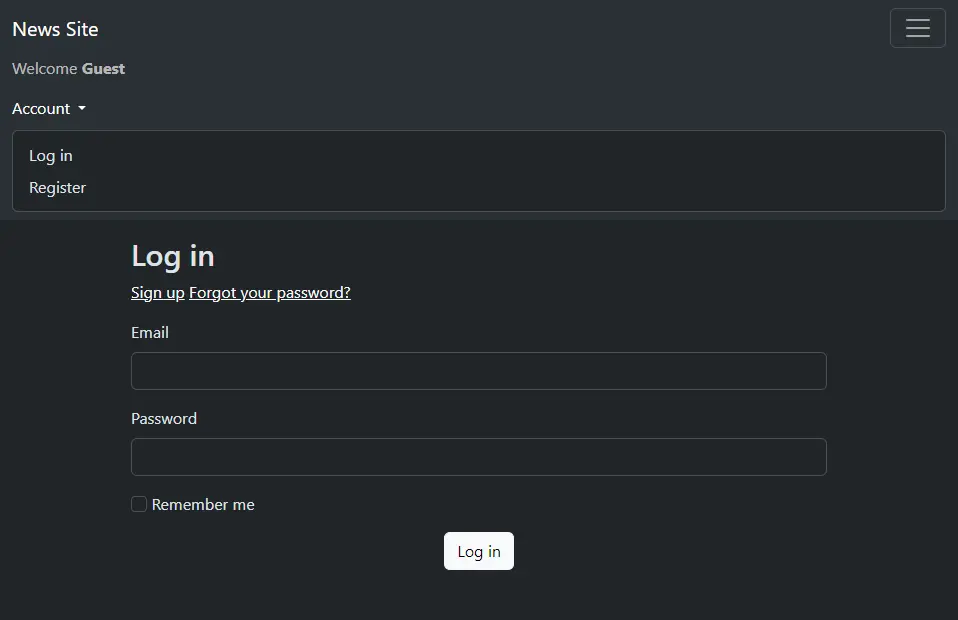 News Site
Welcome Guest
Account
Log in
Register
Log in
Sign up Forgot your password?
Email
Password
Remember me
Log in